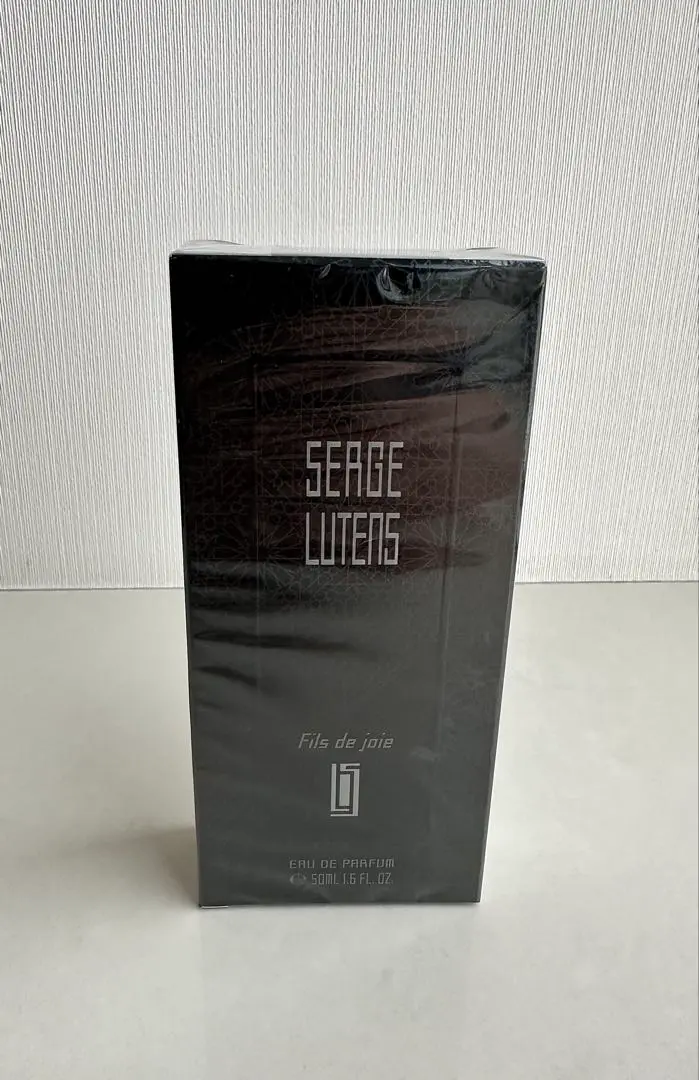 SERGE
LUTENS
Fils de joie
EAU DE PARFUM
50ML 1.6 FL. OZ.